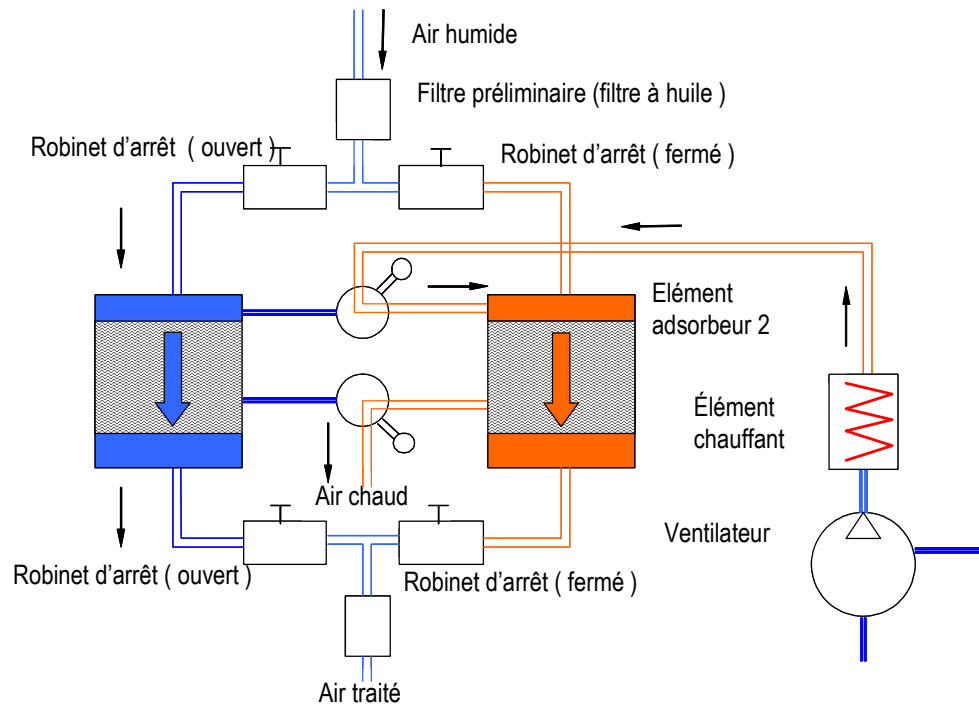 Air humide
Filtre préliminaire (filtre à huile )
Robinet d'arrêt ( ouvert )
Robinet d'arrêt ( fermé )
Elément
adsorbeur 2
Élément
chauffant
Air chaud
Ventilateur
Robinet d'arrêt ( ouvert )
Robinet d'arrêt ( fermé )
Air traité